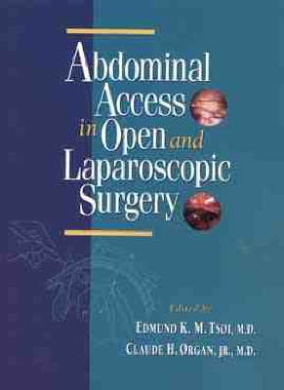 Abdominal
Access
in Open and
Laparoscopic
Surgery
Edited by
EDMUND K. M. TSOI, M.D.
CLAUDE H. ORGAN, JR., M.D.